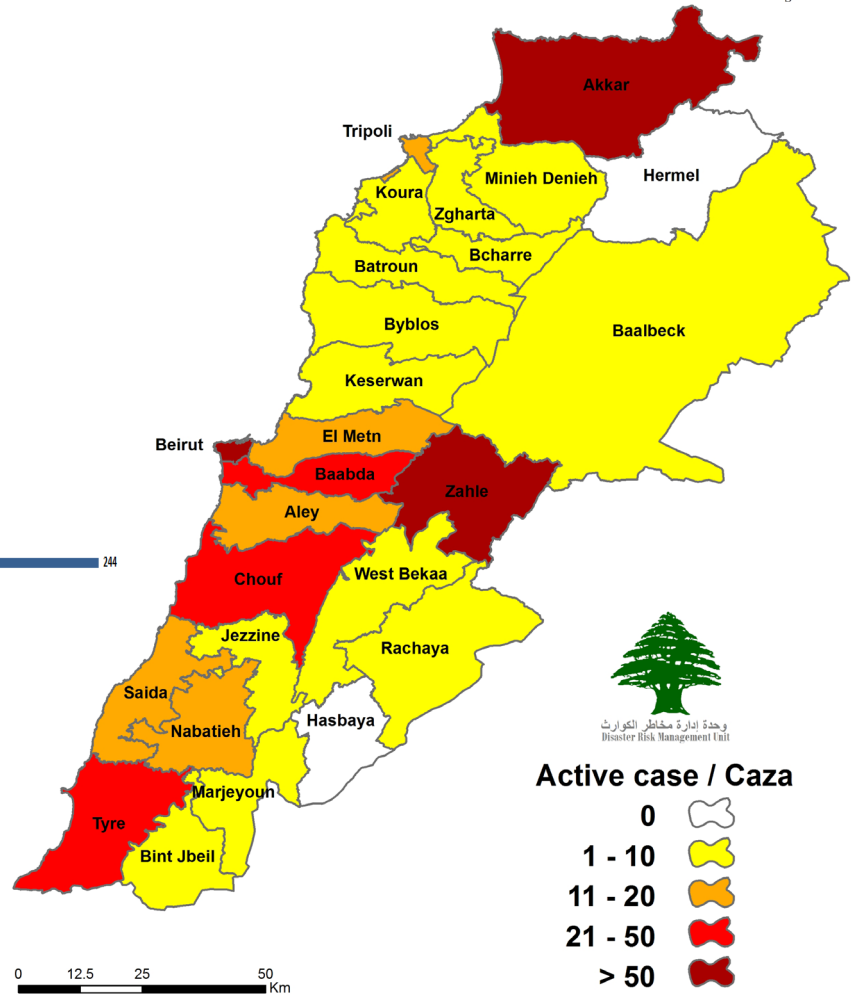 Akkar
Tripoli
Hermel
Koura
Minieh Denieh
Zgharta
Bcharre
Batroun
Byblos
Baalbeck
Keserwan
El Metn
Beirut
Baabda
Zahle
Aley
244
West Bekaa
Chouf
Jezzine
Rachaya
Saida
Hasbaya
Nabatieh
وحدة إدارة مخاطر الكوارث
Disaster Risk Management Unit
Marjeyoun
Tyre
Bint Jbeil
Active case / Caza
0
1 - 10
11 - 20
21 - 50
> 50
0 12.5 25 50
Km